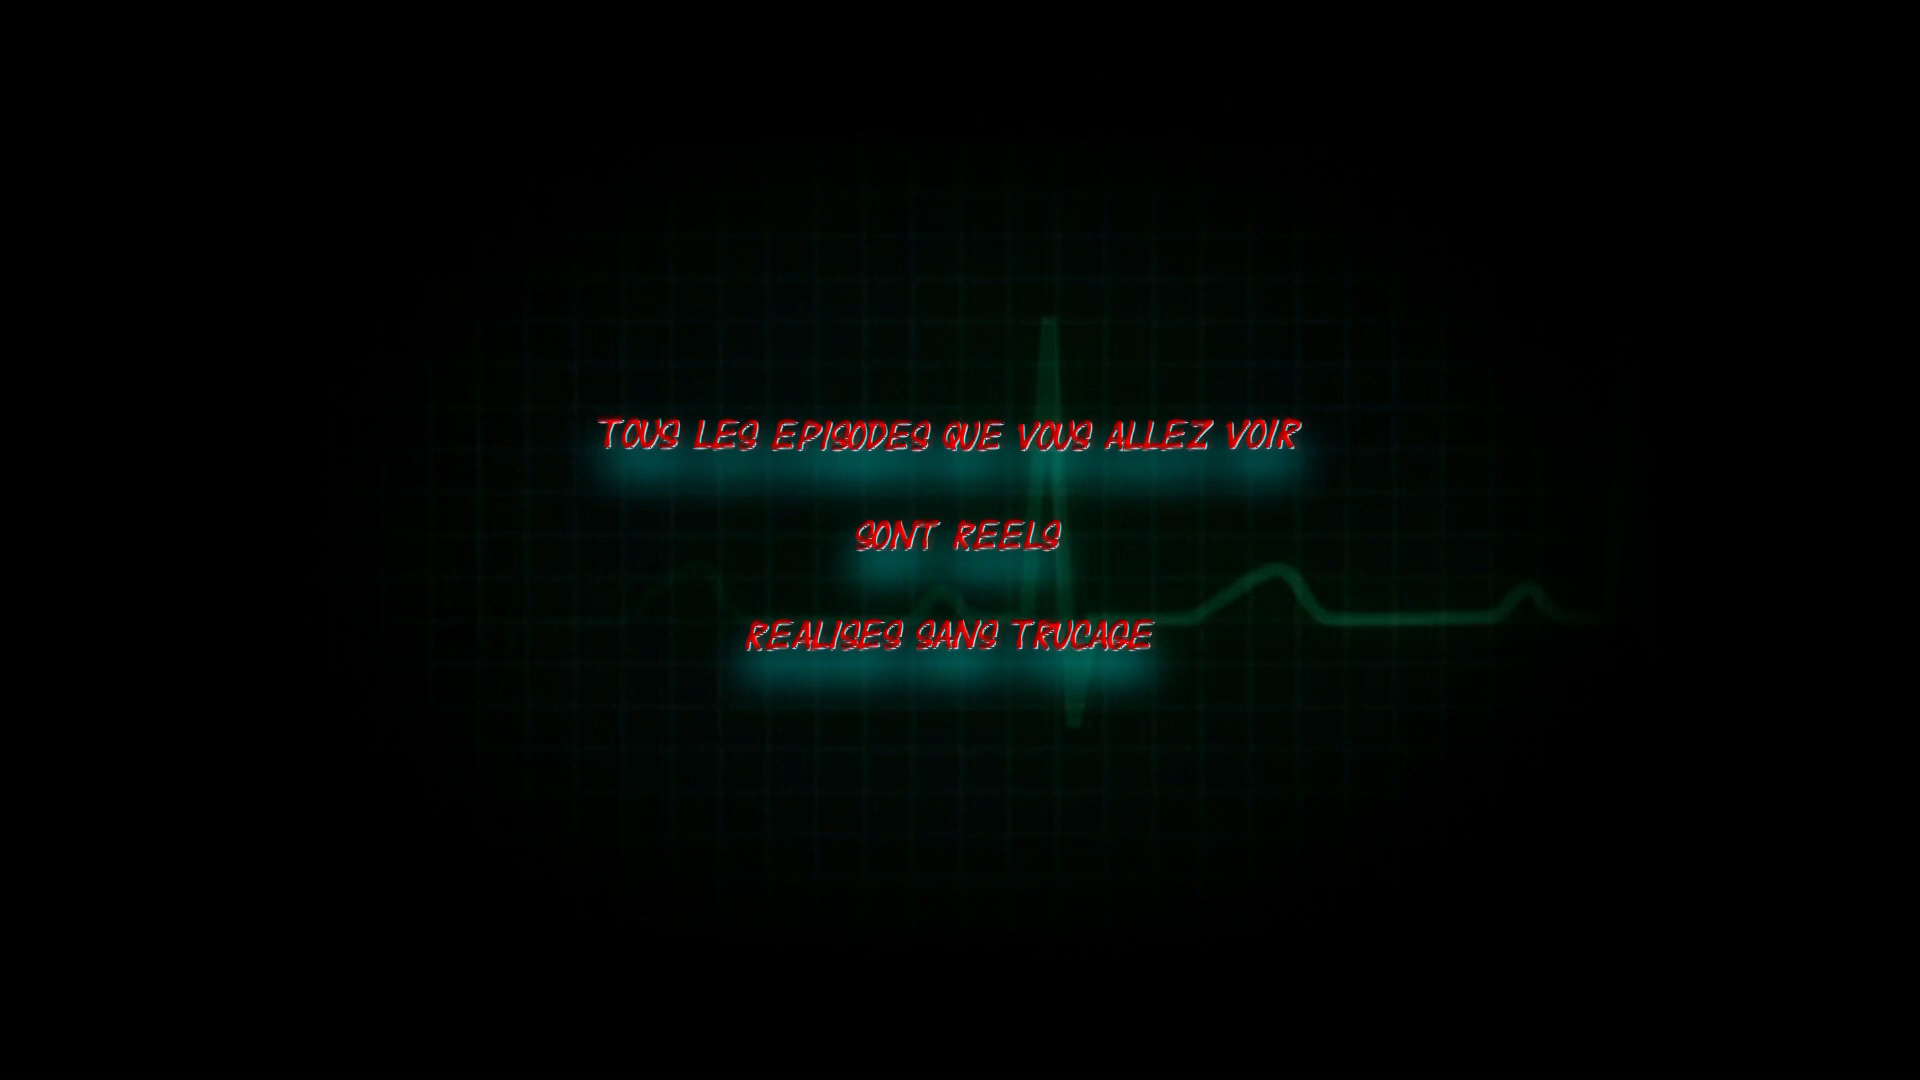 TOUS LES EPISODES QUE VOUS ALLEZ VOIR
SONT REELS
REALISES SANS TRUCAGE